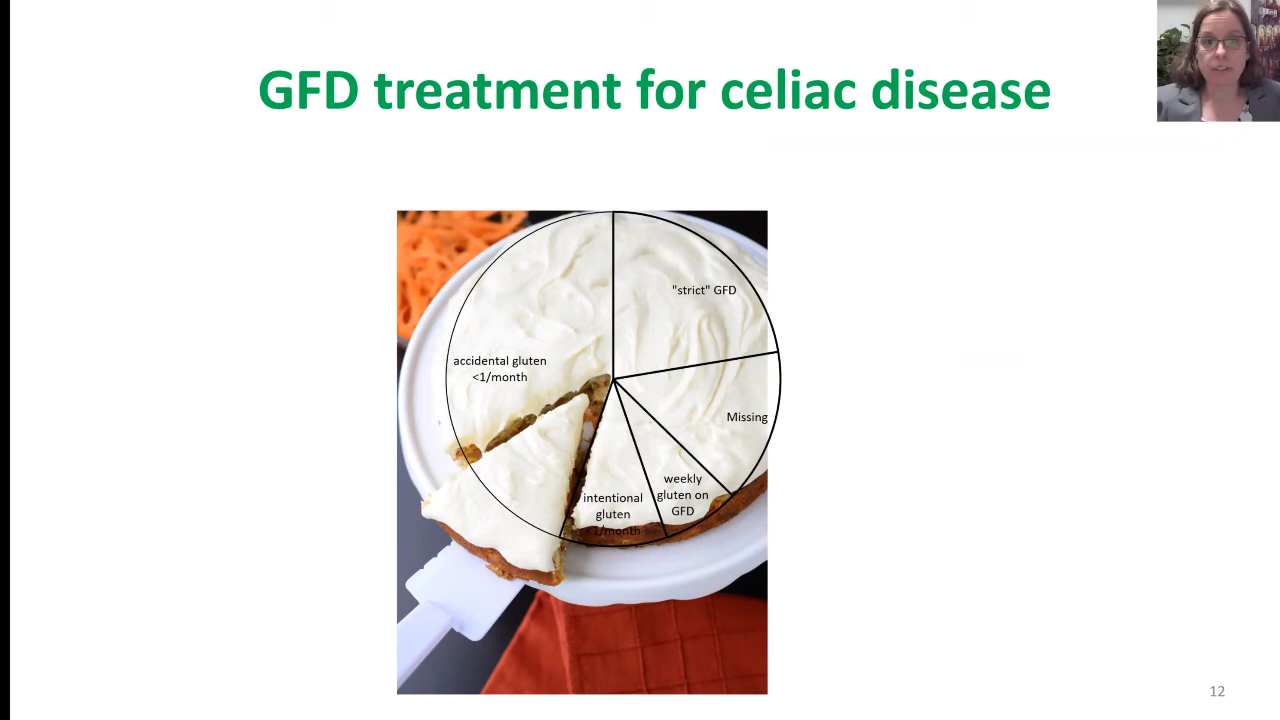 GFD treatment for celiac disease
"strict" GFD
accidental gluten
<1/month
Missing
weekly
gluten on
GFD
intentional
gluten
<1/month
12